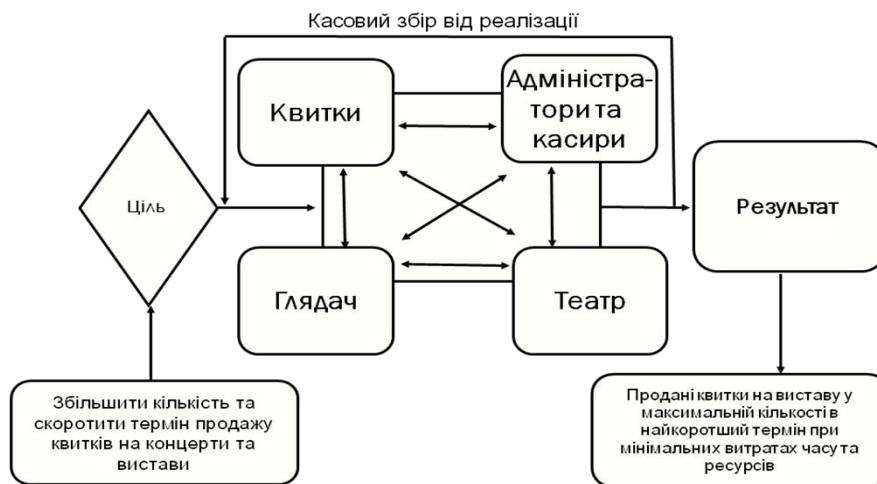 Касовий збір від реалізації
Квитки
Адміністра-
тори та
касири
Ціль
Результат
Глядач
Театр
Збільшити кількість та
скоротити термін продажу
квитків на концерти та
вистави
Продані квитки на виставу у
максимальній кількості в
найкоротший термін при
мінімальних витратах часу та
ресурсів